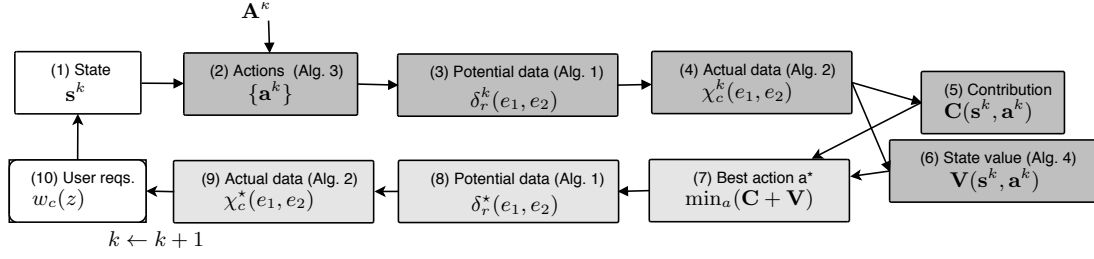 𝐀^k
(1) State
𝐬^k
(2) Actions (Alg. 3)
{𝐚^k}
(3) Potential data (Alg. 1)
δ_r^k(e_1, e_2)
(4) Actual data (Alg. 2)
χ_c^k(e_1, e_2)
(5) Contribution
𝐂(𝐬^k, 𝐚^k)
(6) State value (Alg. 4)
𝐕(𝐬^k, 𝐚^k)
(7) Best action a*
min_a(𝐂 + 𝐕)
(8) Potential data (Alg. 1)
δ_r^⋆(e_1, e_2)
(9) Actual data (Alg. 2)
χ_c^⋆(e_1, e_2)
(10) User reqs.
w_c(z)
k ← k + 1